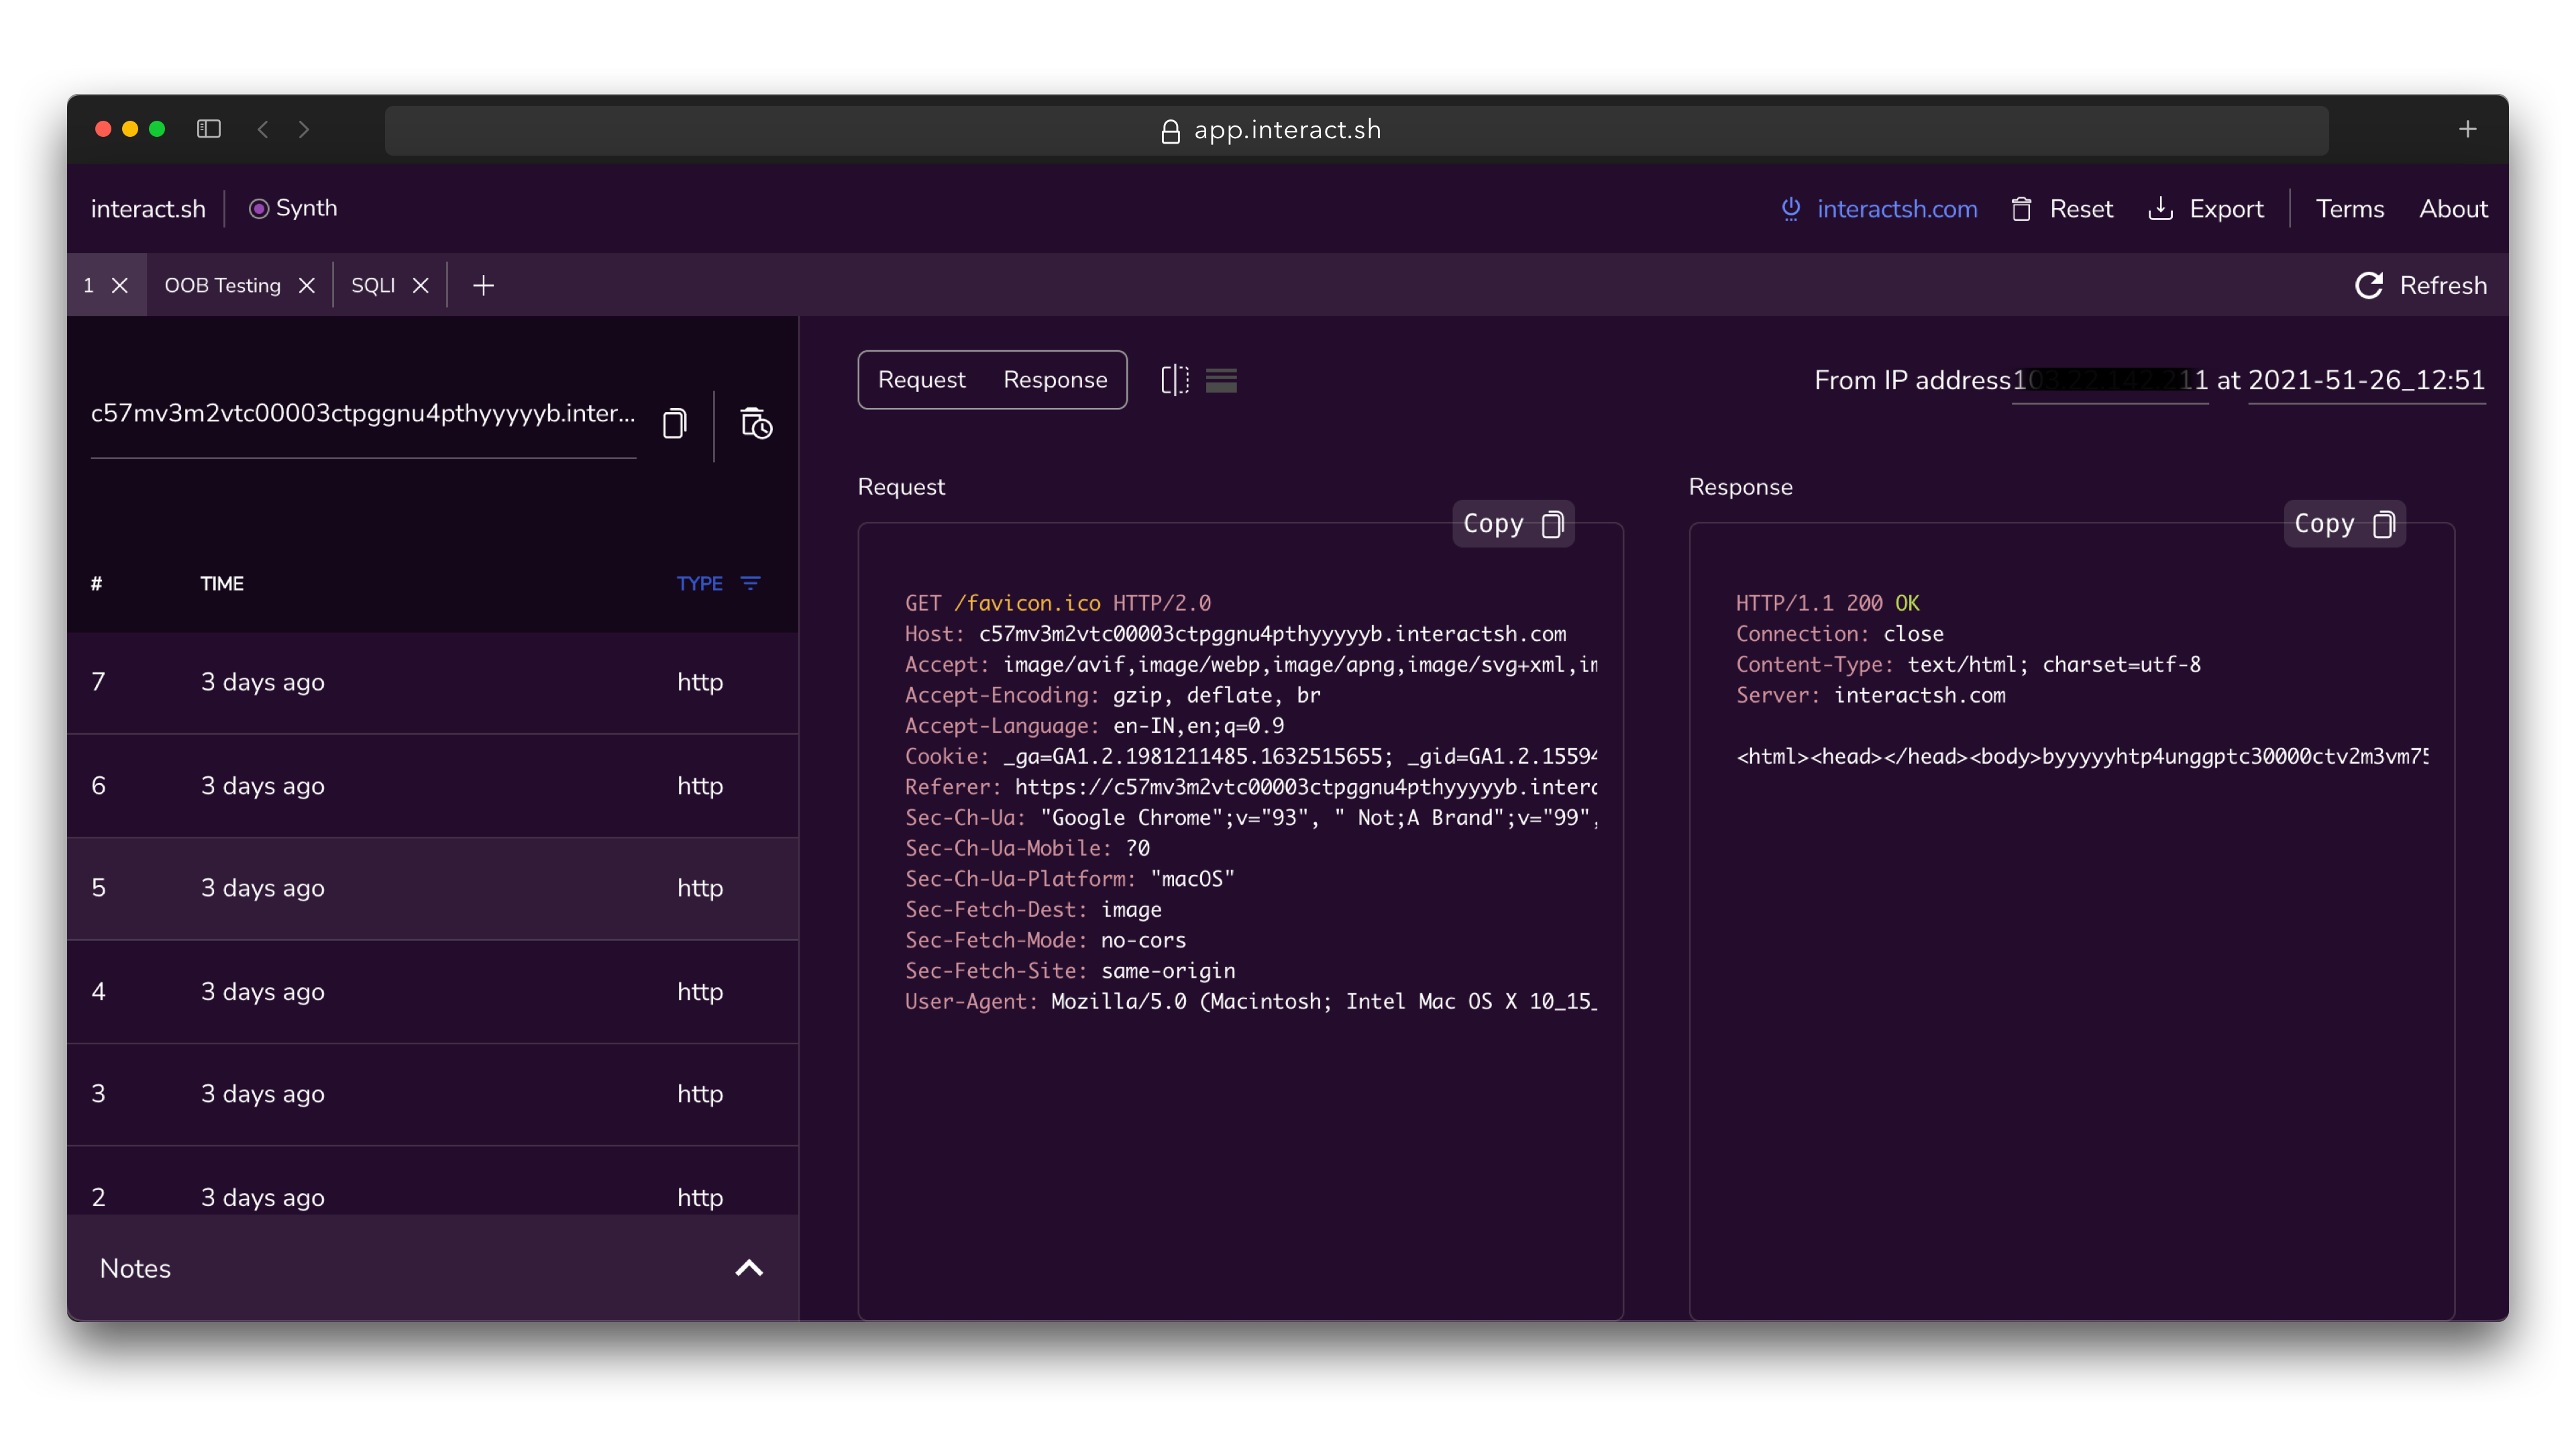 app.interact.sh
interact.sh Synth interactsh.com Reset Export Terms About
1 OOB Testing SQLI Refresh
c57mv3m2vtc00003ctpggnu4pthyyyyyb.inter...
Request Response
From IP address at 2021-51-26_12:51
# TIME TYPE
7 3 days ago http
6 3 days ago http
5 3 days ago http
4 3 days ago http
3 3 days ago http
2 3 days ago http
Notes
Request
Copy
GET /favicon.ico HTTP/2.0
Host: c57mv3m2vtc00003ctpggnu4pthyyyyyb.interactsh.com
Accept: image/avif,image/webp,image/apng,image/svg+xml,im
Accept-Encoding: gzip, deflate, br
Accept-Language: en-IN,en;q=0.9
Cookie: _ga=GA1.2.1981211485.1632515655; _gid=GA1.2.15594
Referer: https://c57mv3m2vtc00003ctpggnu4pthyyyyyb.intera
Sec-Ch-Ua: "Google Chrome";v="93", " Not;A Brand";v="99",
Sec-Ch-Ua-Mobile: ?0
Sec-Ch-Ua-Platform: "macOS"
Sec-Fetch-Dest: image
Sec-Fetch-Mode: no-cors
Sec-Fetch-Site: same-origin
User-Agent: Mozilla/5.0 (Macintosh; Intel Mac OS X 10_15_
Response
Copy
HTTP/1.1 200 OK
Connection: close
Content-Type: text/html; charset=utf-8
Server: interactsh.com
<html><head></head><body>byyyyyhtp4unggptc30000ctv2m3vm75